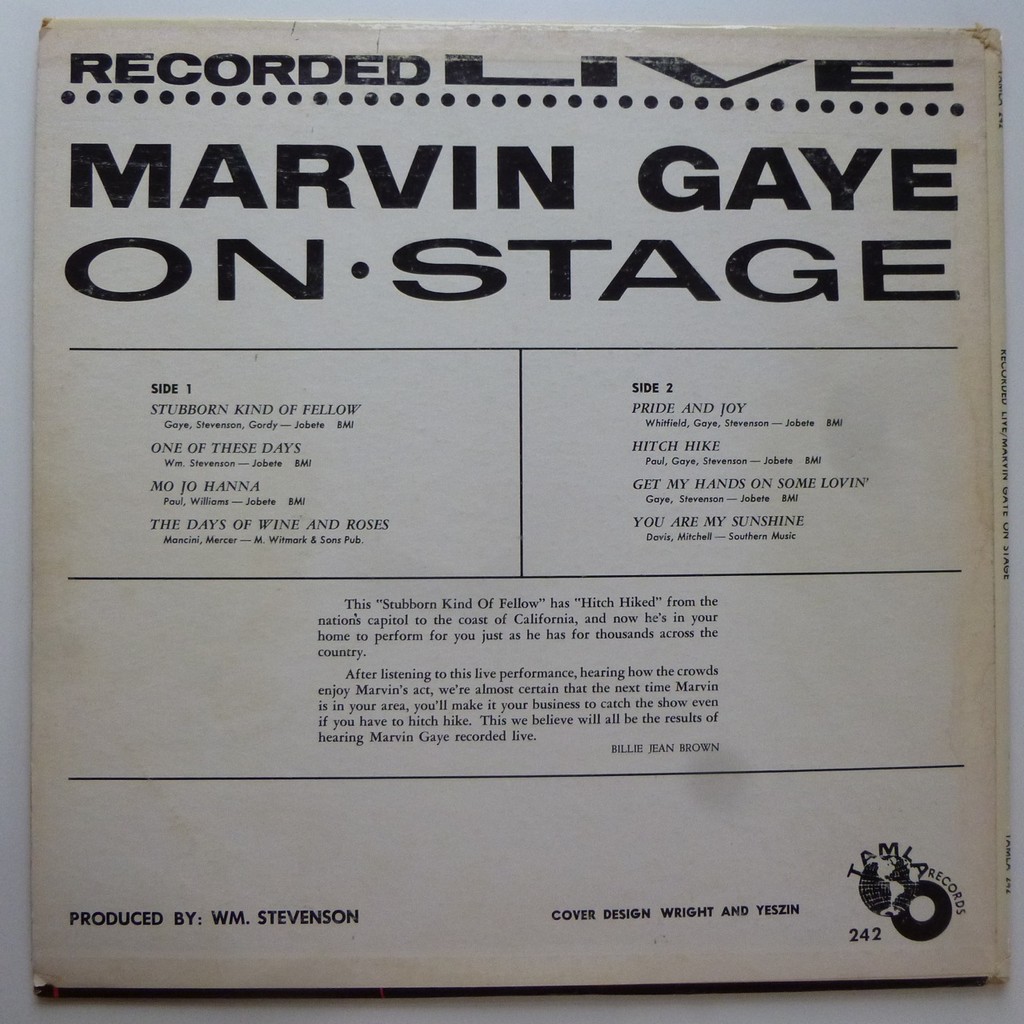 RECORDED LIVE
MARVIN GAYE
ON·STAGE
SIDE 1
STUBBORN KIND OF FELLOW
Gaye, Stevenson, Gordy — Jobete BMI
ONE OF THESE DAYS
Wm. Stevenson — Jobete BMI
MO JO HANNA
Paul, Williams — Jobete BMI
THE DAYS OF WINE AND ROSES
Mancini, Mercer — M. Witmark & Sons Pub.
SIDE 2
PRIDE AND JOY
Whitfield, Gaye, Stevenson — Jobete BMI
HITCH HIKE
Paul, Gaye, Stevenson — Jobete BMI
GET MY HANDS ON SOME LOVIN'
Gaye, Stevenson — Jobete BMI
YOU ARE MY SUNSHINE
Davis, Mitchell — Southern Music
This "Stubborn Kind Of Fellow" has "Hitch Hiked" from the
nation's capitol to the coast of California, and now he's in your
home to perform for you just as he has for thousands across the
country.
After listening to this live performance, hearing how the crowds
enjoy Marvin's act, we're almost certain that the next time Marvin
is in your area, you'll make it your business to catch the show even
if you have to hitch hike. This we believe will all be the results of
hearing Marvin Gaye recorded live.
BILLIE JEAN BROWN
PRODUCED BY: WM. STEVENSON
COVER DESIGN WRIGHT AND YESZIN
TAMLA RECORDS
242
TAMLA 242
RECORDED LIVE/MARVIN GAYE ON STAGE
TAMLA 242